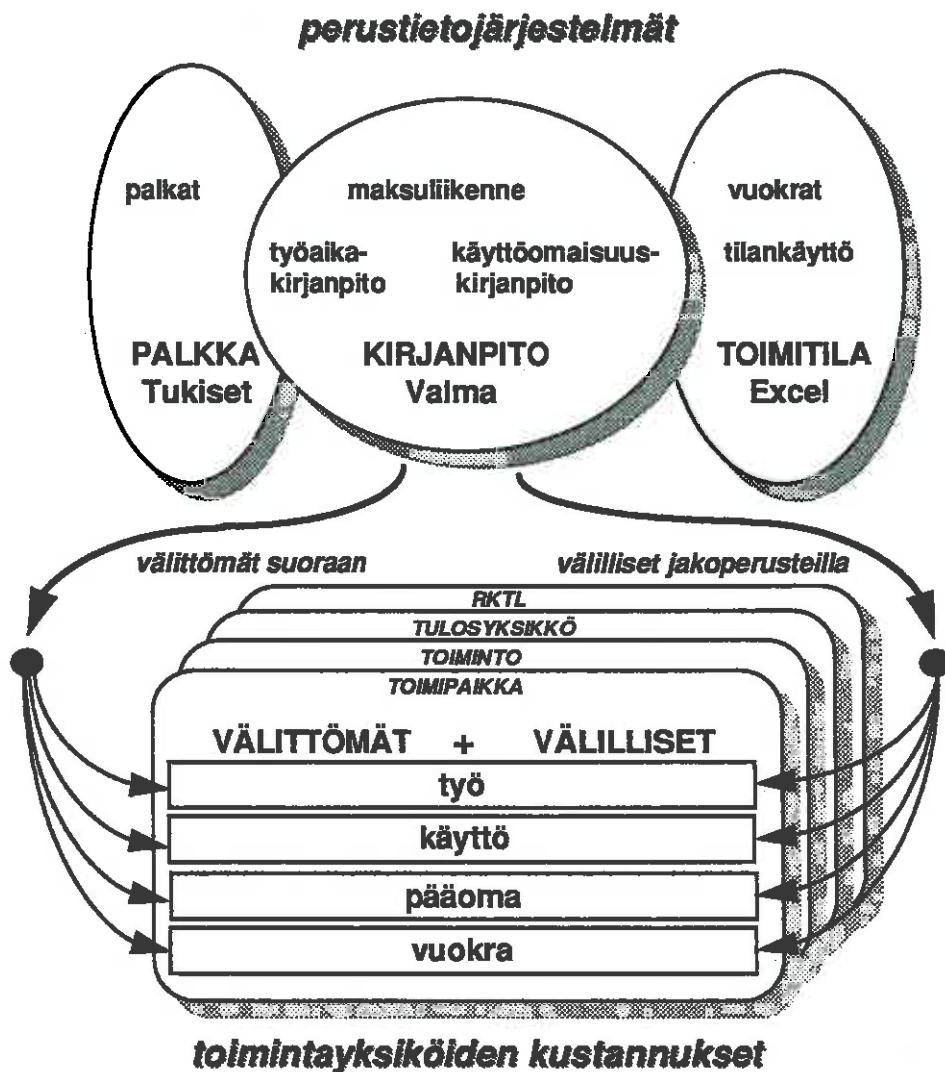 perustietojärjestelmät
palkat
maksuliikenne
vuokrat
työaika-
kirjanpito
käyttöomaisuus-
kirjanpito
tilankäyttö
PALKKA
Tukiset
KIRJANPITO
Valma
TOIMITILA
Excel
välittömät suoraan
välilliset jakoperusteilla
RKTL
TULOSYKSIKKÖ
TOIMINTO
TOIMIPAIKKA
VÄLITTÖMÄT + VÄLILLISET
työ
käyttö
pääoma
vuokra
toimintayksiköiden kustannukset